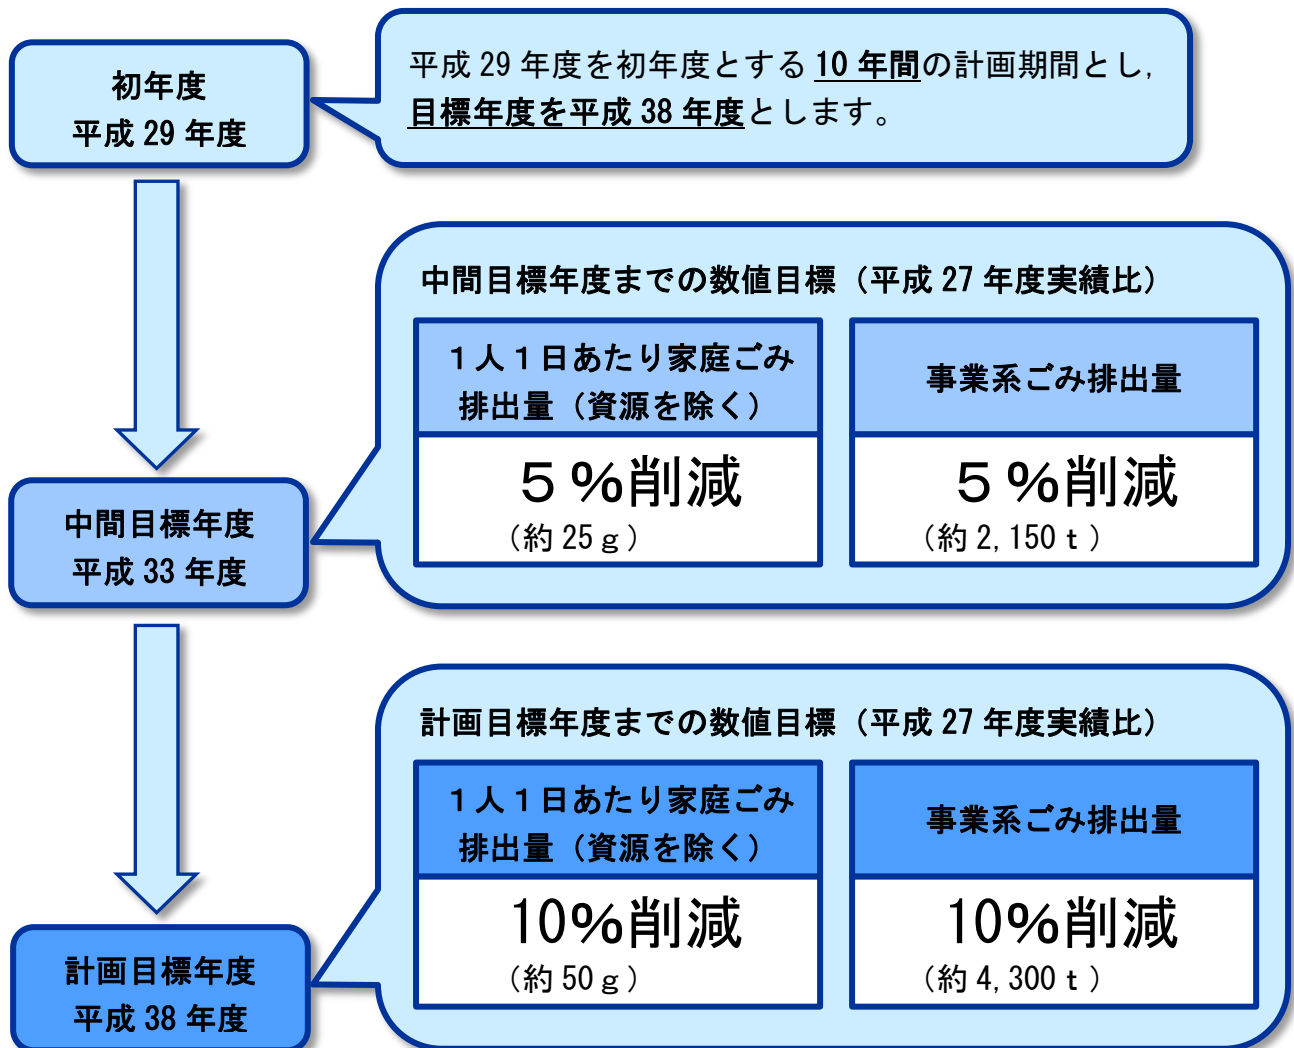 初年度
平成 29 年度
平成 29 年度を初年度とする 10 年間の計画期間とし,
目標年度を平成 38 年度とします。
中間目標年度までの数値目標（平成 27 年度実績比）
１人１日あたり家庭ごみ
排出量（資源を除く）
５％削減
（約 25ｇ）
事業系ごみ排出量
５％削減
（約 2,150ｔ）
中間目標年度
平成 33 年度
計画目標年度までの数値目標（平成 27 年度実績比）
１人１日あたり家庭ごみ
排出量（資源を除く）
10％削減
（約 50ｇ）
事業系ごみ排出量
10％削減
（約 4,300ｔ）
計画目標年度
平成 38 年度